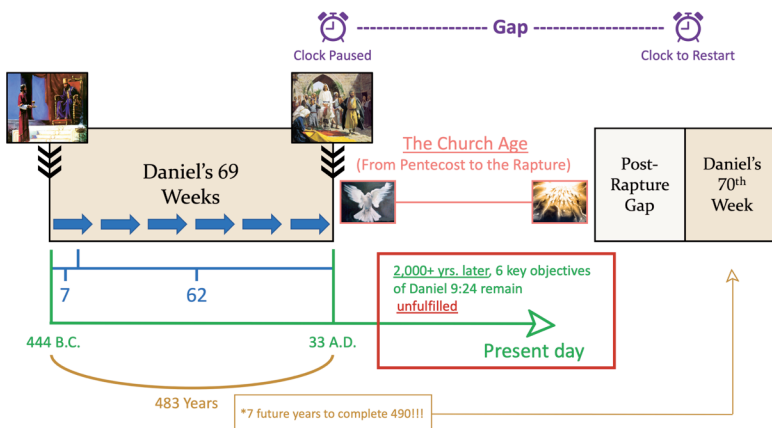 Gap
Clock Paused
Clock to Restart
Daniel's 69
Weeks
The Church Age
(From Pentecost to the Rapture)
Post-
Rapture
Gap
Daniel's
70th
Week
7
62
2,000+ yrs. later, 6 key objectives
of Daniel 9:24 remain
unfulfilled
Present day
444 B.C.
33 A.D.
483 Years
*7 future years to complete 490!!!